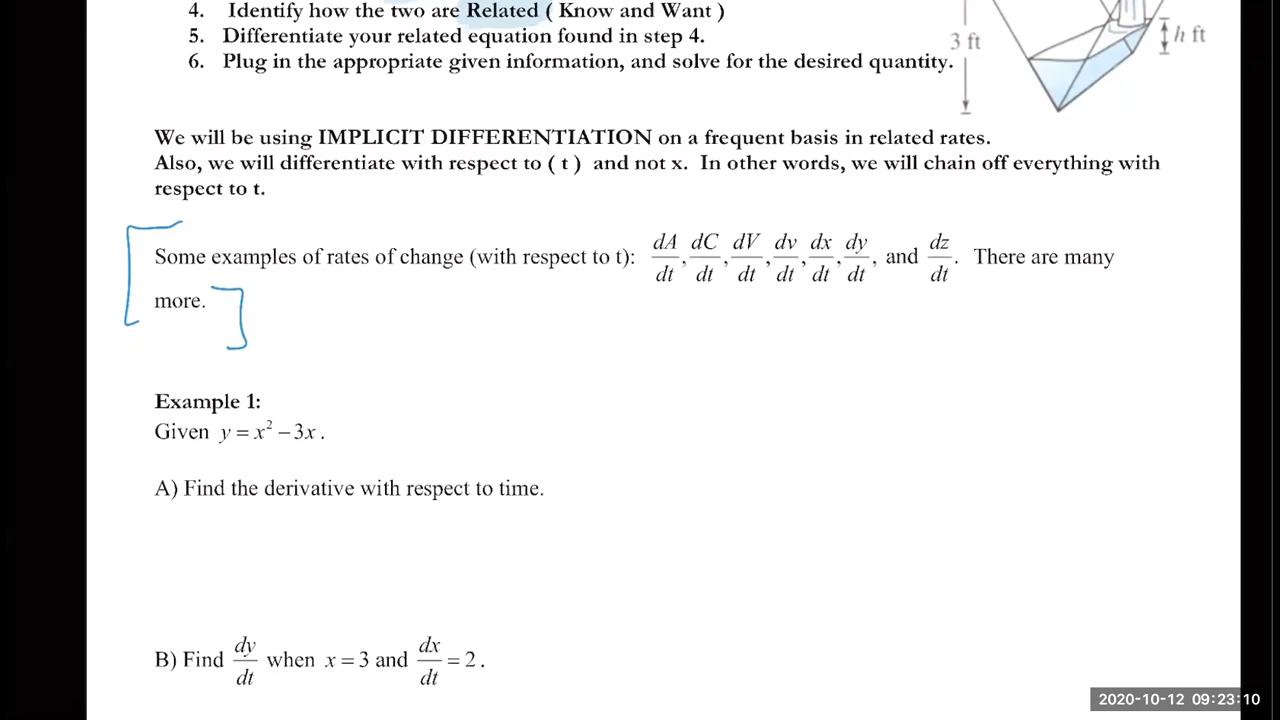 4. Identify how the two are Related ( Know and Want )
5. Differentiate your related equation found in step 4.
6. Plug in the appropriate given information, and solve for the desired quantity.
3 ft
h ft
We will be using IMPLICIT DIFFERENTIATION on a frequent basis in related rates.
Also, we will differentiate with respect to ( t ) and not x. In other words, we will chain off everything with
respect to t.
Some examples of rates of change (with respect to t): dA/dt, dC/dt, dV/dt, dv/dt, dx/dt, dy/dt, and dz/dt. There are many
more.
Example 1:
Given y = x² – 3x .
A) Find the derivative with respect to time.
B) Find dy/dt when x = 3 and dx/dt = 2 .
2020-10-12 09:23:10